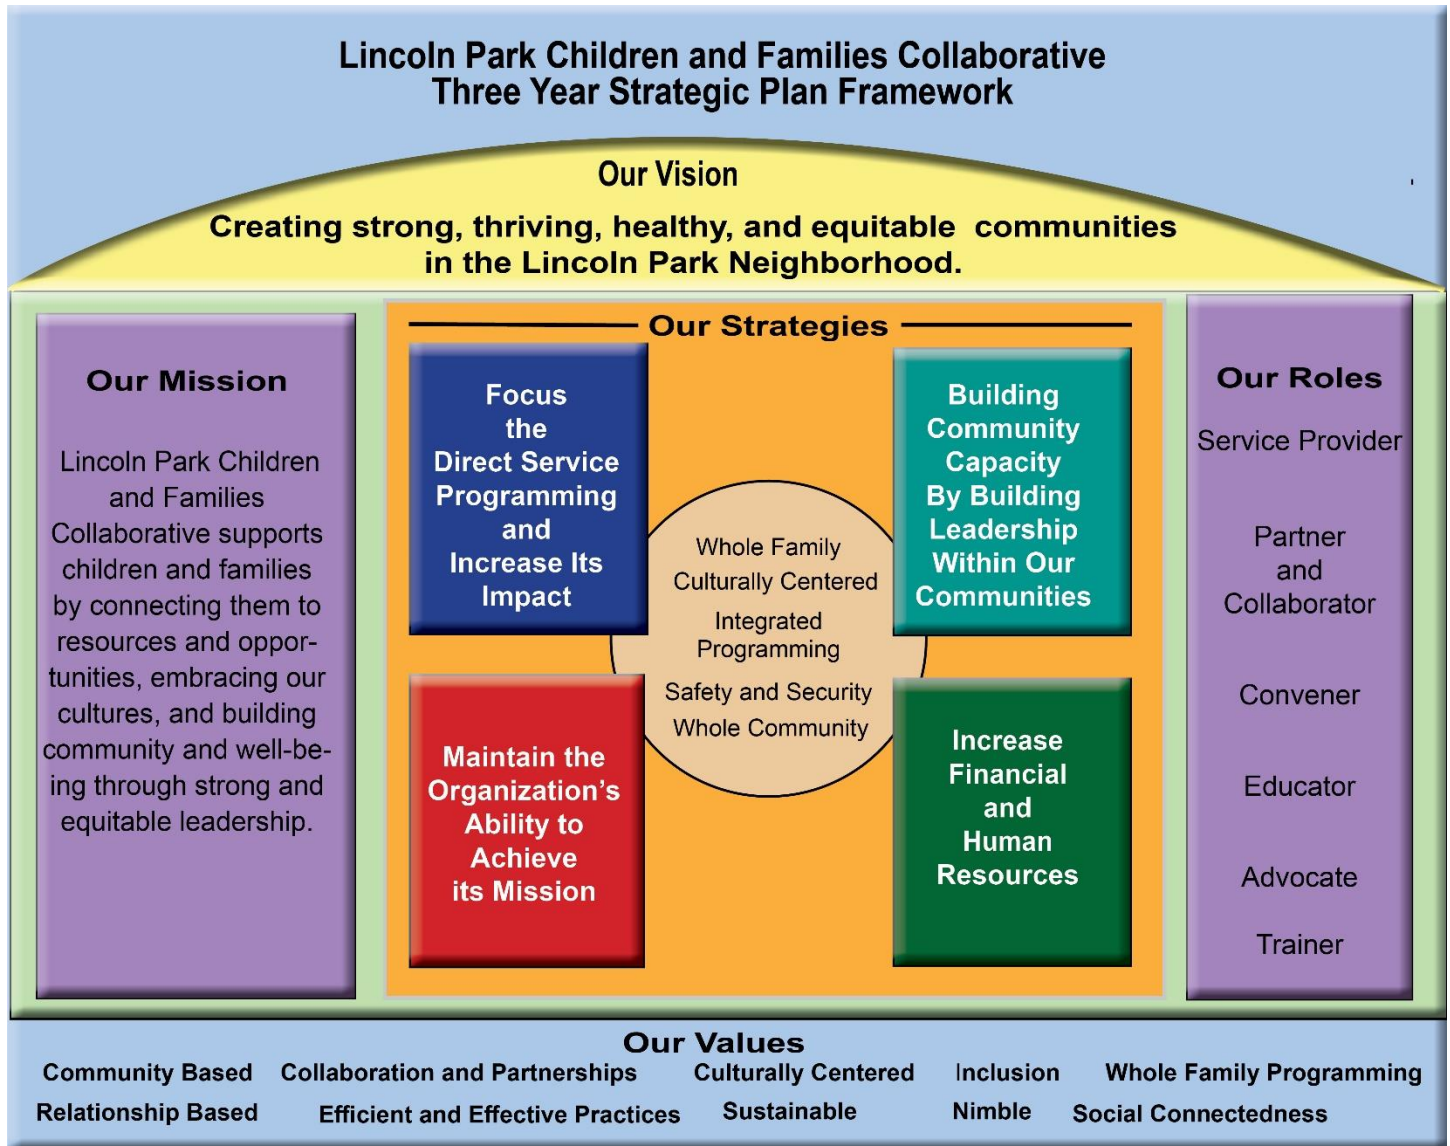 Lincoln Park Children and Families Collaborative
Three Year Strategic Plan Framework
Our Vision
Creating strong, thriving, healthy, and equitable communities
in the Lincoln Park Neighborhood.
Our Mission
Lincoln Park Children
and Families
Collaborative supports
children and families
by connecting them to
resources and oppor-
tunities, embracing our
cultures, and building
community and well-be-
ing through strong and
equitable leadership.
Our Strategies
Focus
the
Direct Service
Programming
and
Increase Its
Impact
Building
Community
Capacity
By Building
Leadership
Within Our
Communities
Whole Family
Culturally Centered
Integrated
Programming
Safety and Security
Whole Community
Maintain the
Organization's
Ability to
Achieve
its Mission
Increase
Financial
and
Human
Resources
Our Roles
Service Provider
Partner
and
Collaborator
Convener
Educator
Advocate
Trainer
Our Values
Community Based Collaboration and Partnerships Culturally Centered Inclusion Whole Family Programming
Relationship Based Efficient and Effective Practices Sustainable Nimble Social Connectedness